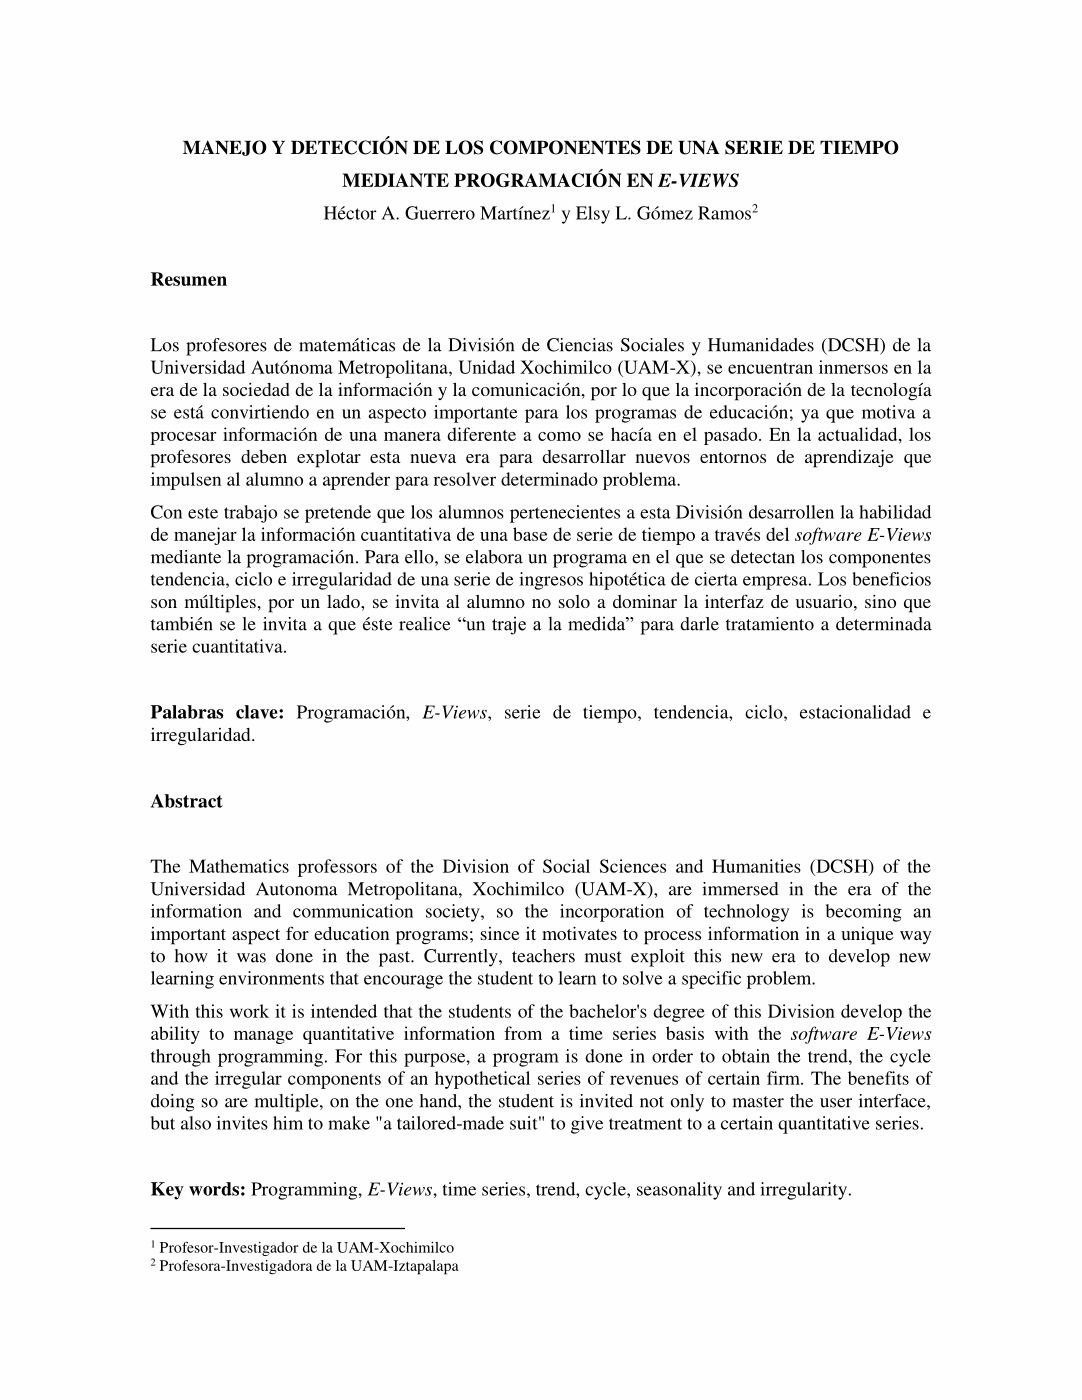 MANEJO Y DETECCIÓN DE LOS COMPONENTES DE UNA SERIE DE TIEMPO
MEDIANTE PROGRAMACIÓN EN E-VIEWS
Héctor A. Guerrero Martínez1 y Elsy L. Gómez Ramos2
Resumen
Los profesores de matemáticas de la División de Ciencias Sociales y Humanidades (DCSH) de la
Universidad Autónoma Metropolitana, Unidad Xochimilco (UAM-X), se encuentran inmersos en la
era de la sociedad de la información y la comunicación, por lo que la incorporación de la tecnología
se está convirtiendo en un aspecto importante para los programas de educación; ya que motiva a
procesar información de una manera diferente a como se hacía en el pasado. En la actualidad, los
profesores deben explotar esta nueva era para desarrollar nuevos entornos de aprendizaje que
impulsen al alumno a aprender para resolver determinado problema.
Con este trabajo se pretende que los alumnos pertenecientes a esta División desarrollen la habilidad
de manejar la información cuantitativa de una base de serie de tiempo a través del software E-Views
mediante la programación. Para ello, se elabora un programa en el que se detectan los componentes
tendencia, ciclo e irregularidad de una serie de ingresos hipotética de cierta empresa. Los beneficios
son múltiples, por un lado, se invita al alumno no solo a dominar la interfaz de usuario, sino que
también se le invita a que éste realice “un traje a la medida” para darle tratamiento a determinada
serie cuantitativa.
Palabras clave: Programación, E-Views, serie de tiempo, tendencia, ciclo, estacionalidad e
irregularidad.
Abstract
The Mathematics professors of the Division of Social Sciences and Humanities (DCSH) of the
Universidad Autonoma Metropolitana, Xochimilco (UAM-X), are immersed in the era of the
information and communication society, so the incorporation of technology is becoming an
important aspect for education programs; since it motivates to process information in a unique way
to how it was done in the past. Currently, teachers must exploit this new era to develop new
learning environments that encourage the student to learn to solve a specific problem.
With this work it is intended that the students of the bachelor's degree of this Division develop the
ability to manage quantitative information from a time series basis with the software E-Views
through programming. For this purpose, a program is done in order to obtain the trend, the cycle
and the irregular components of an hypothetical series of revenues of certain firm. The benefits of
doing so are multiple, on the one hand, the student is invited not only to master the user interface,
but also invites him to make "a tailored-made suit" to give treatment to a certain quantitative series.
Key words: Programming, E-Views, time series, trend, cycle, seasonality and irregularity.
1 Profesor-Investigador de la UAM-Xochimilco
2 Profesora-Investigadora de la UAM-Iztapalapa